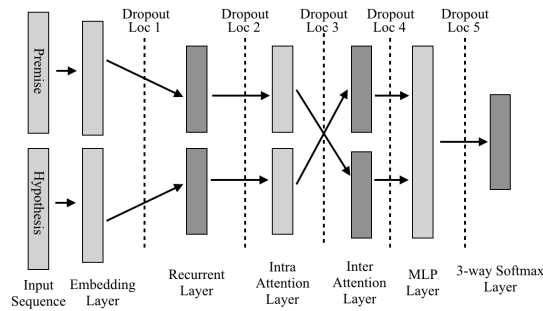 Dropout
Loc 1
Dropout
Loc 2
Dropout
Loc 3
Dropout
Loc 4
Dropout
Loc 5
Premise
Hypothesis
Input
Sequence
Embedding
Layer
Recurrent
Layer
Intra
Attention
Layer
Inter
Attention
Layer
MLP
Layer
3-way Softmax
Layer